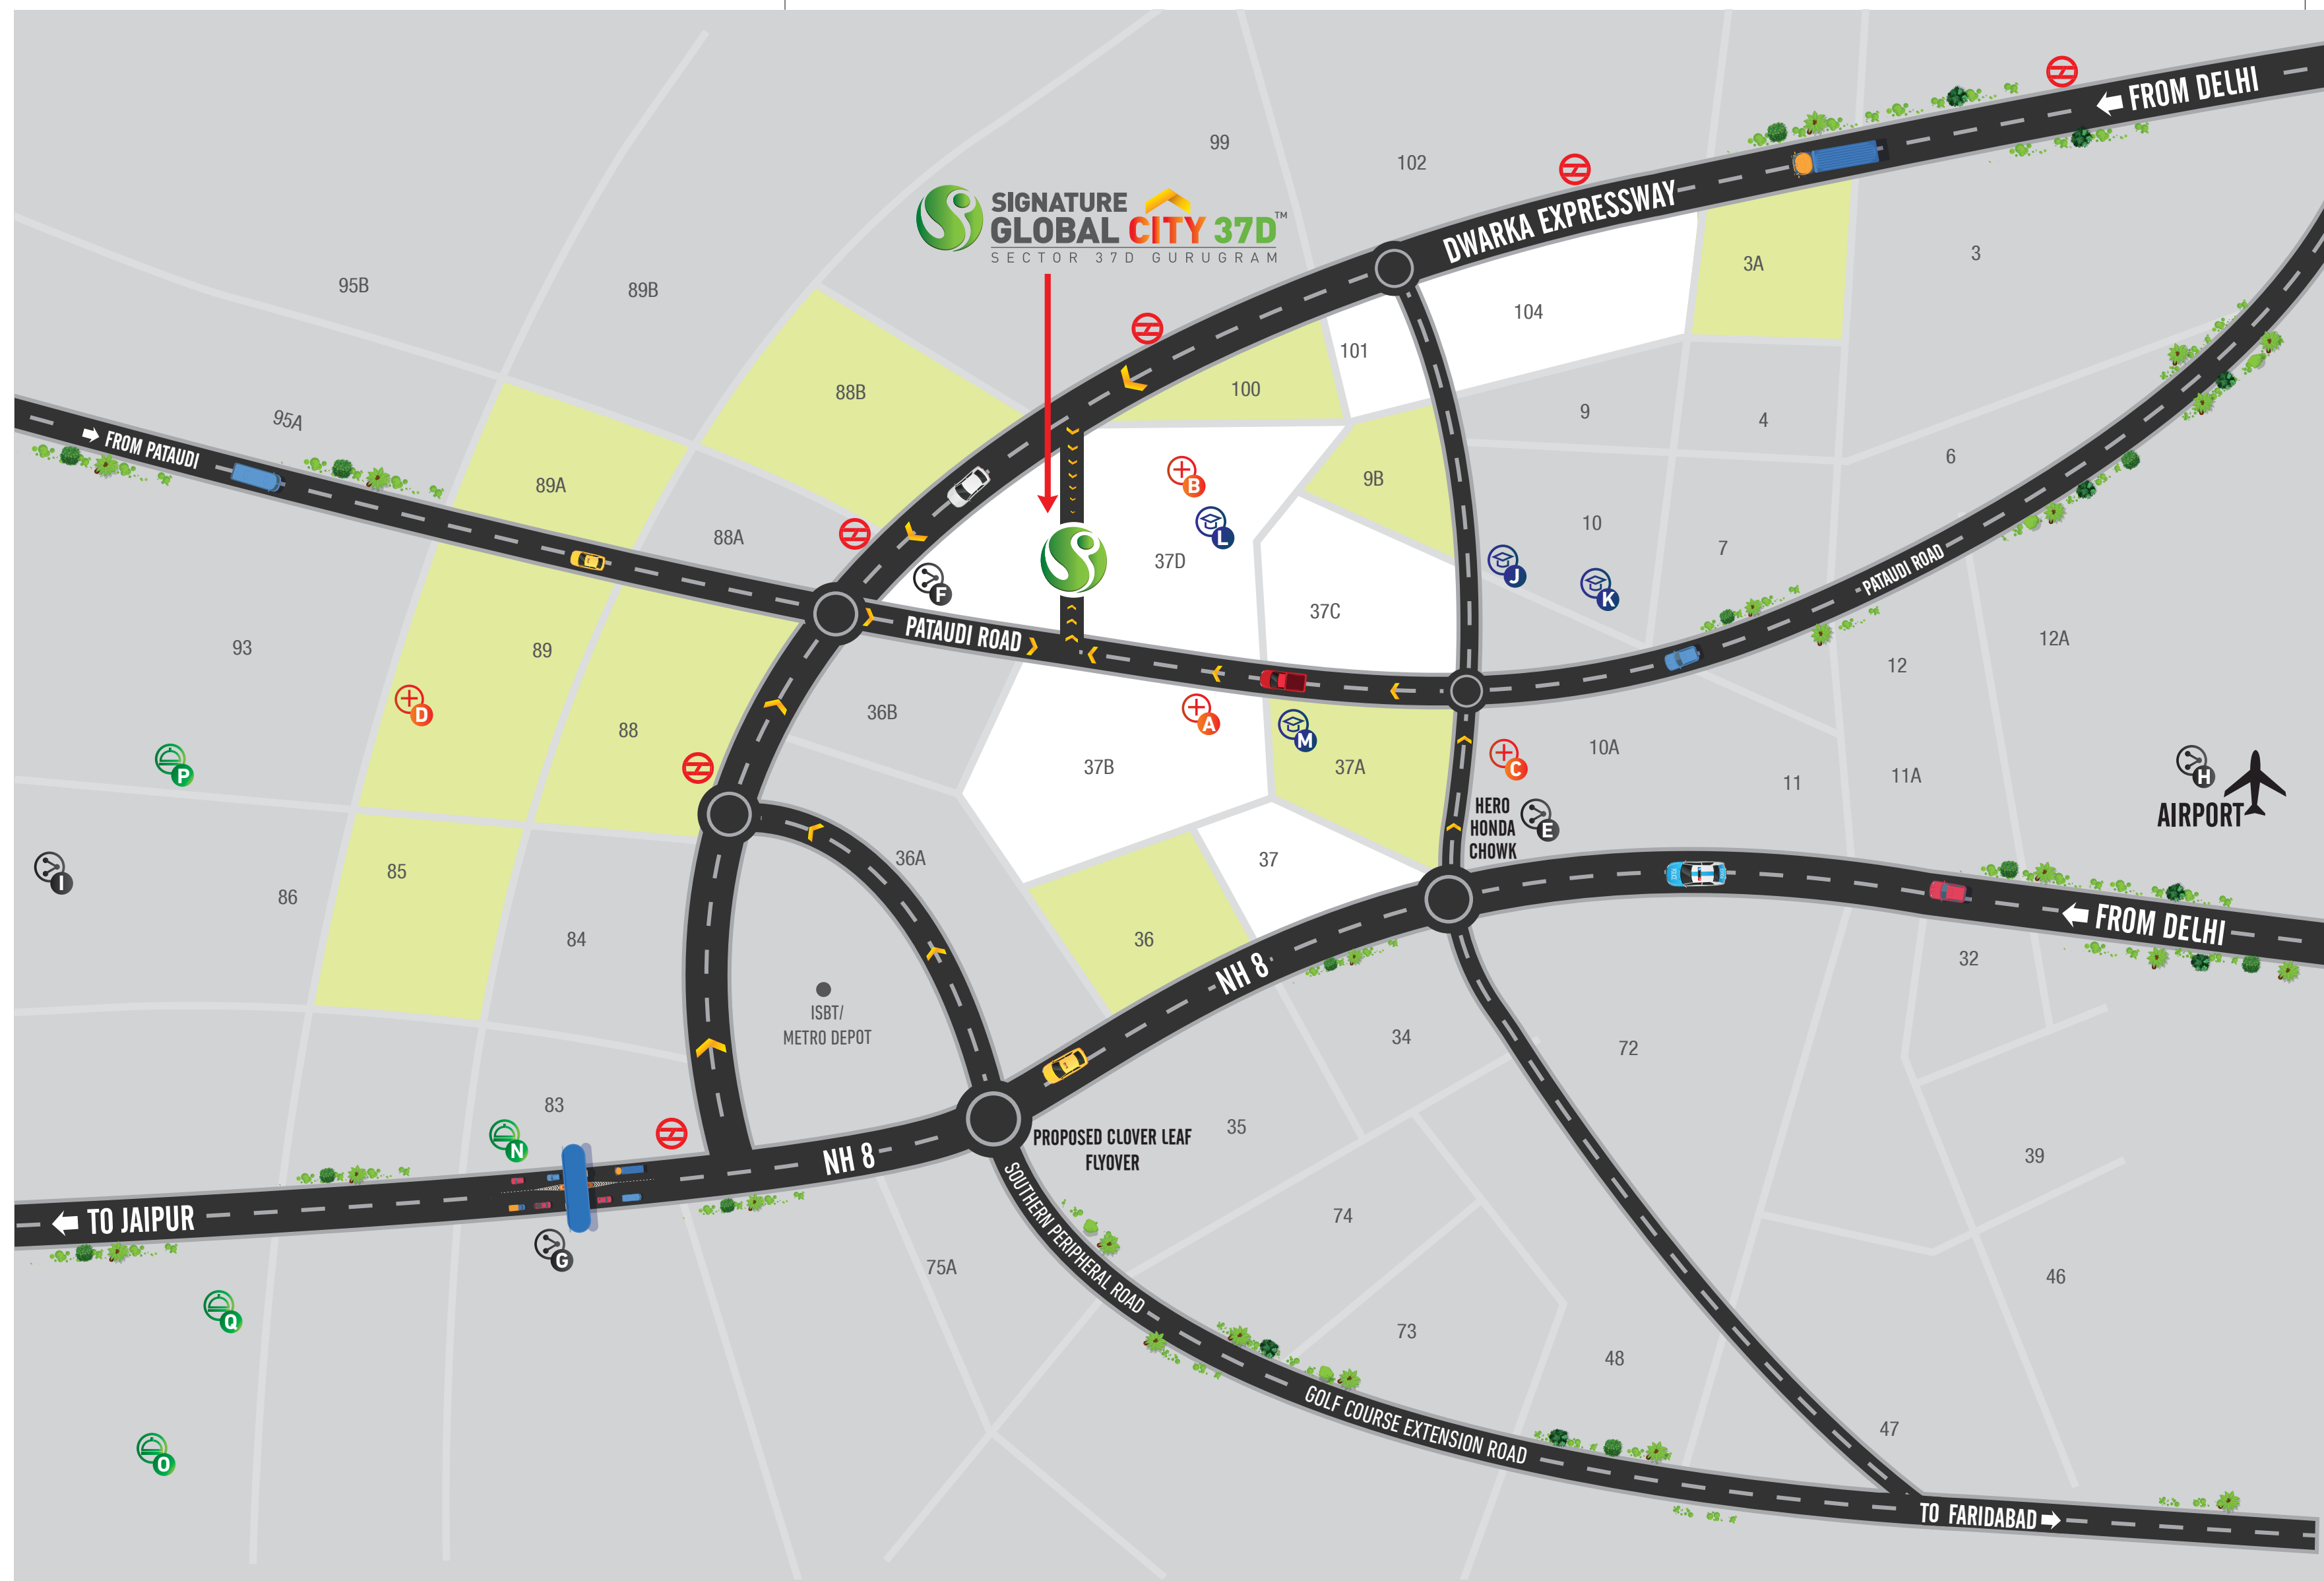 FROM DELHI
99
102
SIGNATURE
GLOBAL CITY 37D™
SECTOR 37D GURUGRAM
DWARKA EXPRESSWAY
3A
3
95B
89B
104
101
88B
100
95A
9
4
FROM PATAUDI
6
89A
9B
B
88A
10
L
7
37D
J
PATAUDI ROAD
F
K
37C
PATAUDI ROAD
93
89
12A
12
D
36B
A
88
M
10A
P
37B
37A
C
11
11A
H
AIRPORT
HERO
HONDA
CHOWK
E
36A
37
85
I
86
FROM DELHI
84
36
32
NH 8
ISBT/
METRO DEPOT
34
72
83
35
N
PROPOSED CLOVER LEAF
FLYOVER
NH 8
39
TO JAIPUR
74
G
75A
SOUTHERN PERIPHERAL ROAD
46
Q
73
48
GOLF COURSE EXTENSION ROAD
47
O
TO FARIDABAD